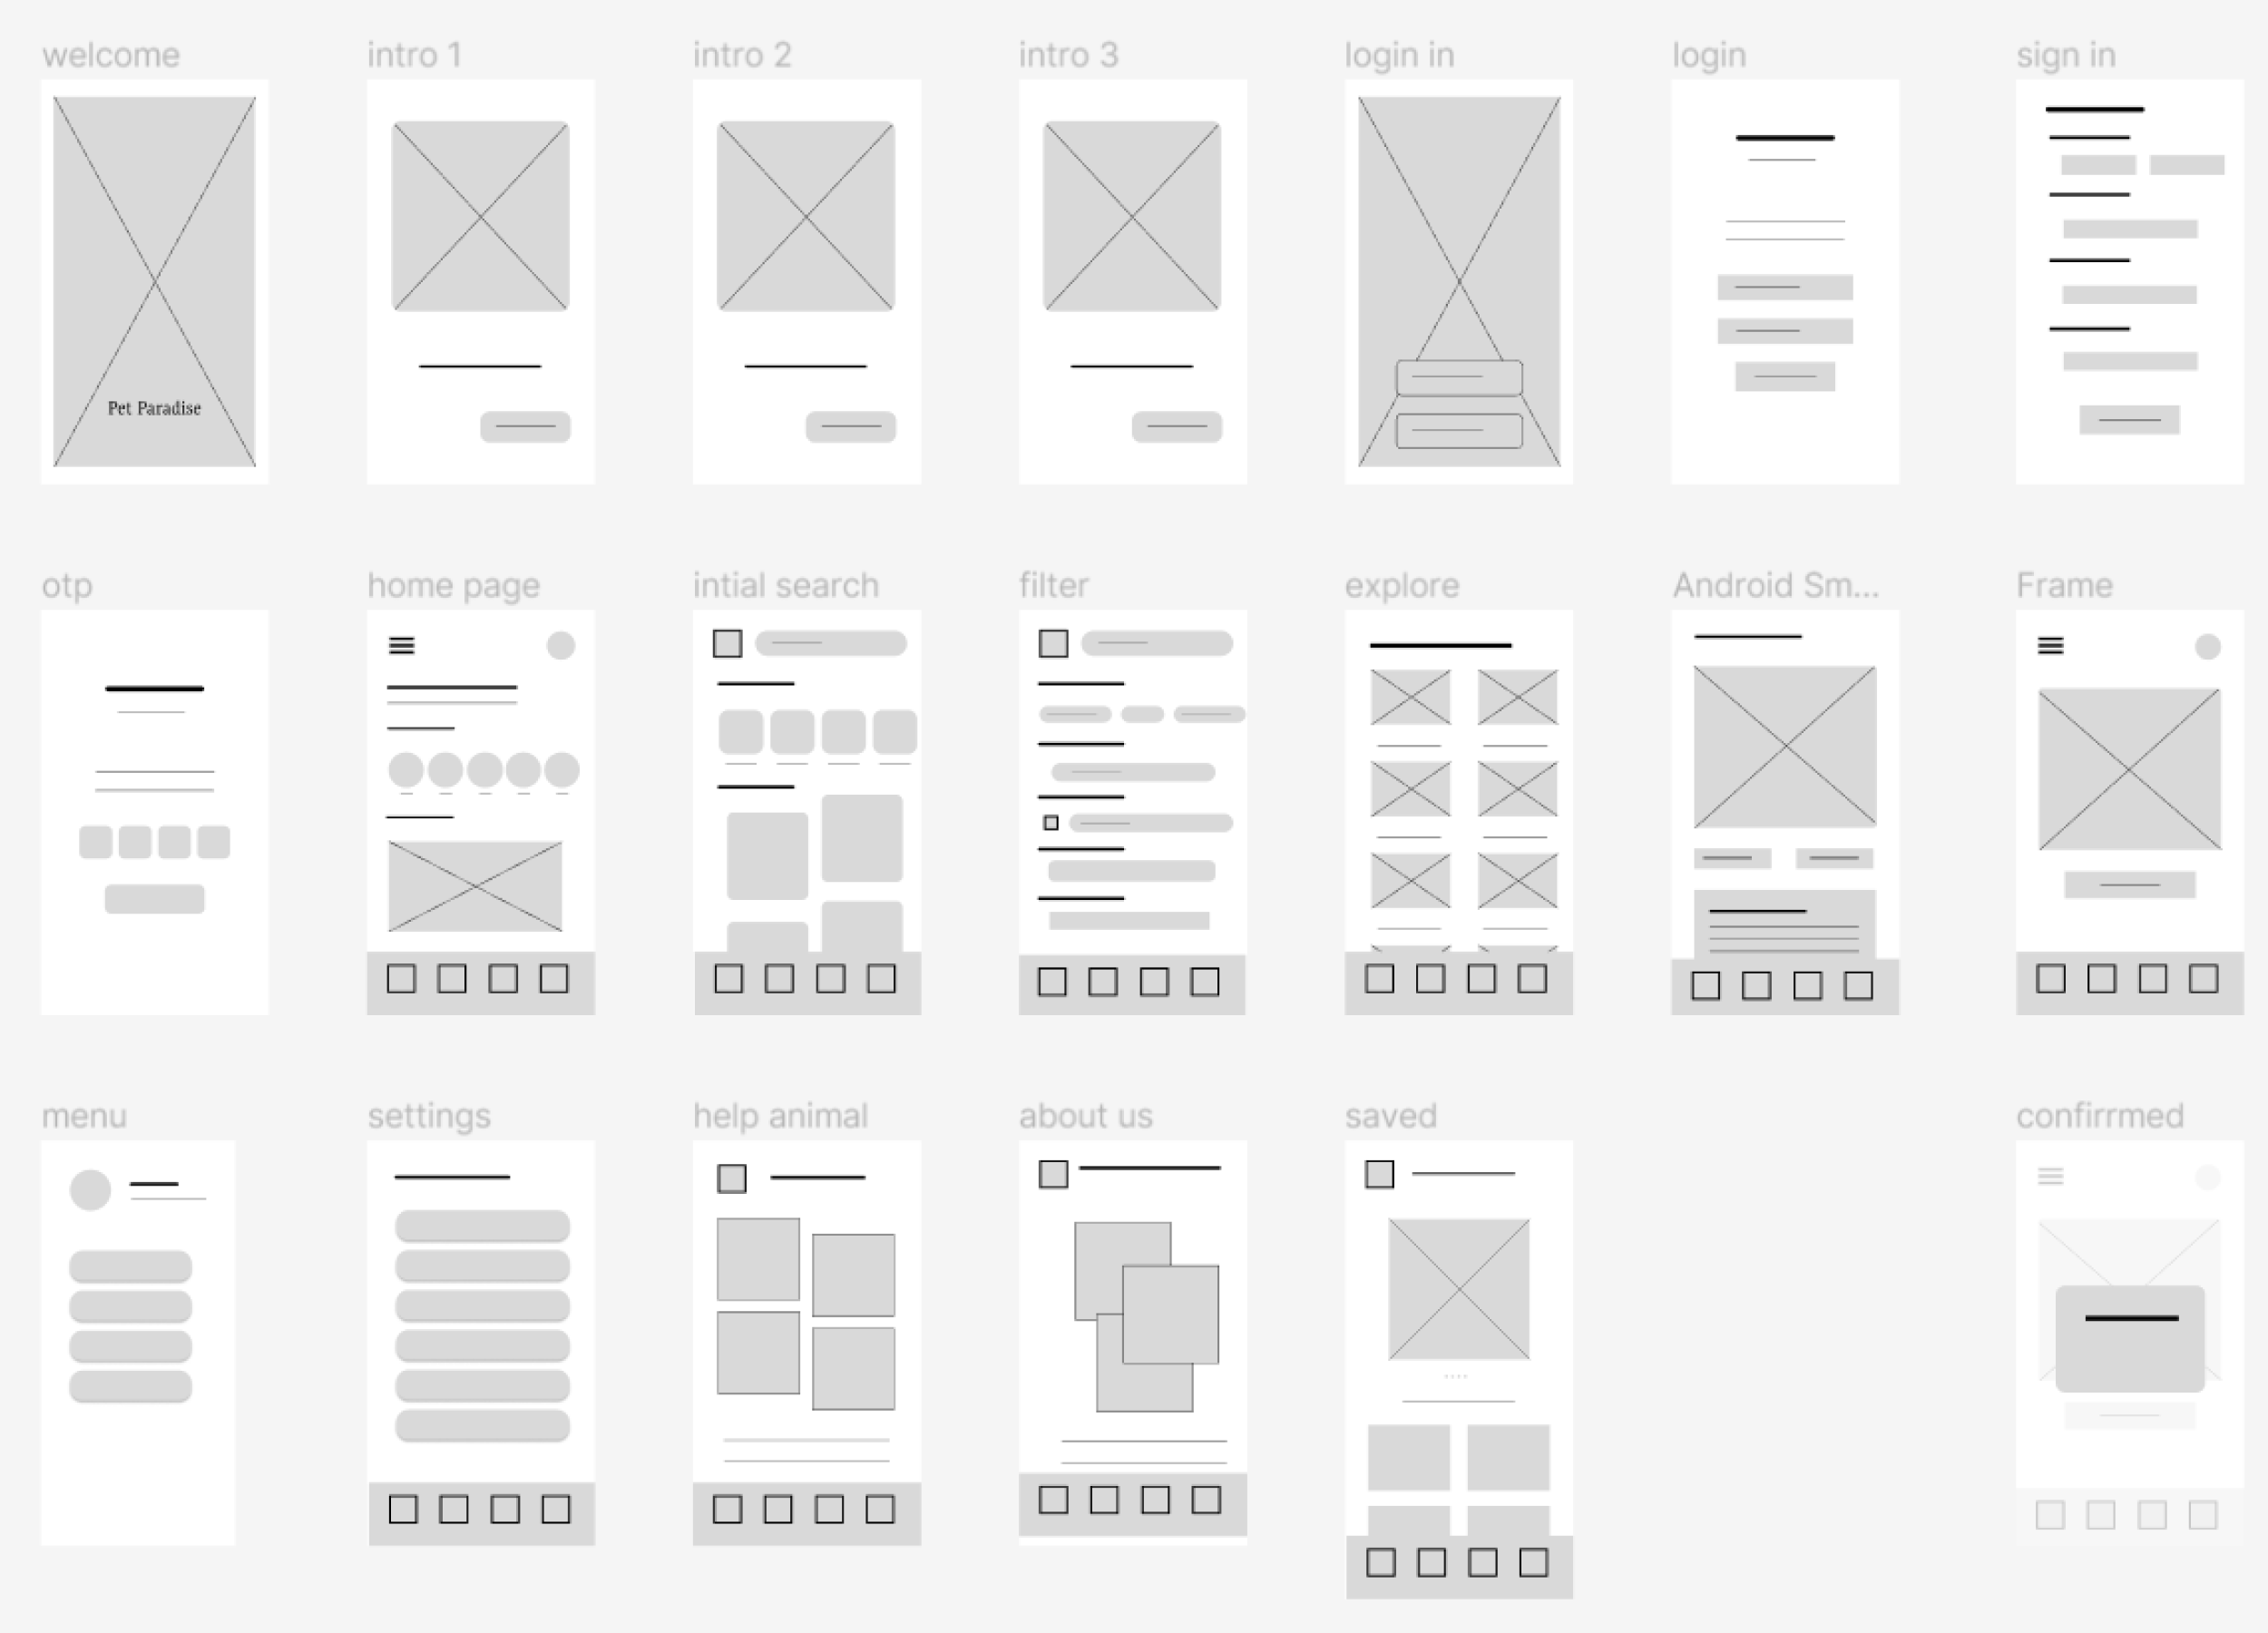 welcome
intro 1
intro 2
intro 3
login in
login
sign in
Pet Paradise
otp
home page
intial search
filter
explore
Android Sm...
Frame
menu
settings
help animal
about us
saved
confirrmed